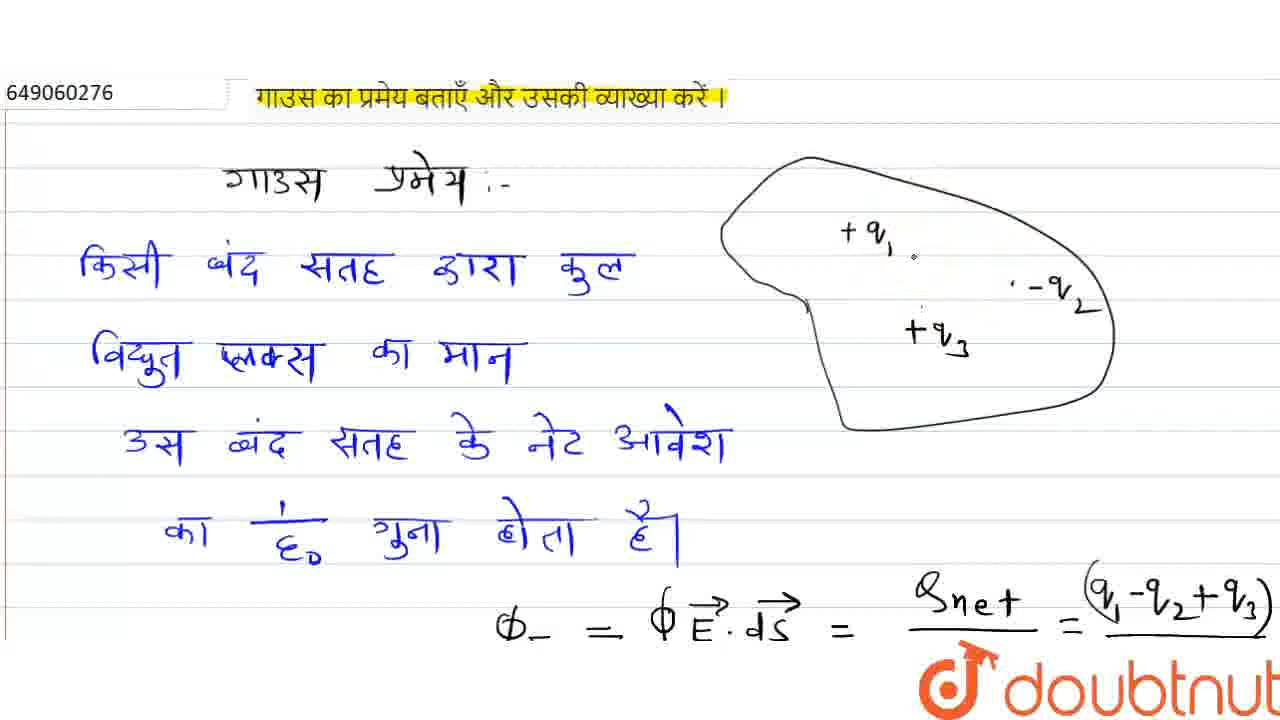 649060276
गाउस का प्रमेय बताएँ और उसकी व्याख्या करें ।
गाउस प्रमेय :-
किसी बंद सतह द्वारा कुल
विद्युत फ्लक्स का मान
उस बंद सतह के नेट आवेश
का 1/ε₀ गुना होता है।
+q₁
-q₂
+q₃
ϕ = ∮ E⃗ . dS⃗ = Qnet = (q₁ - q₂ + q₃)
doubtnut